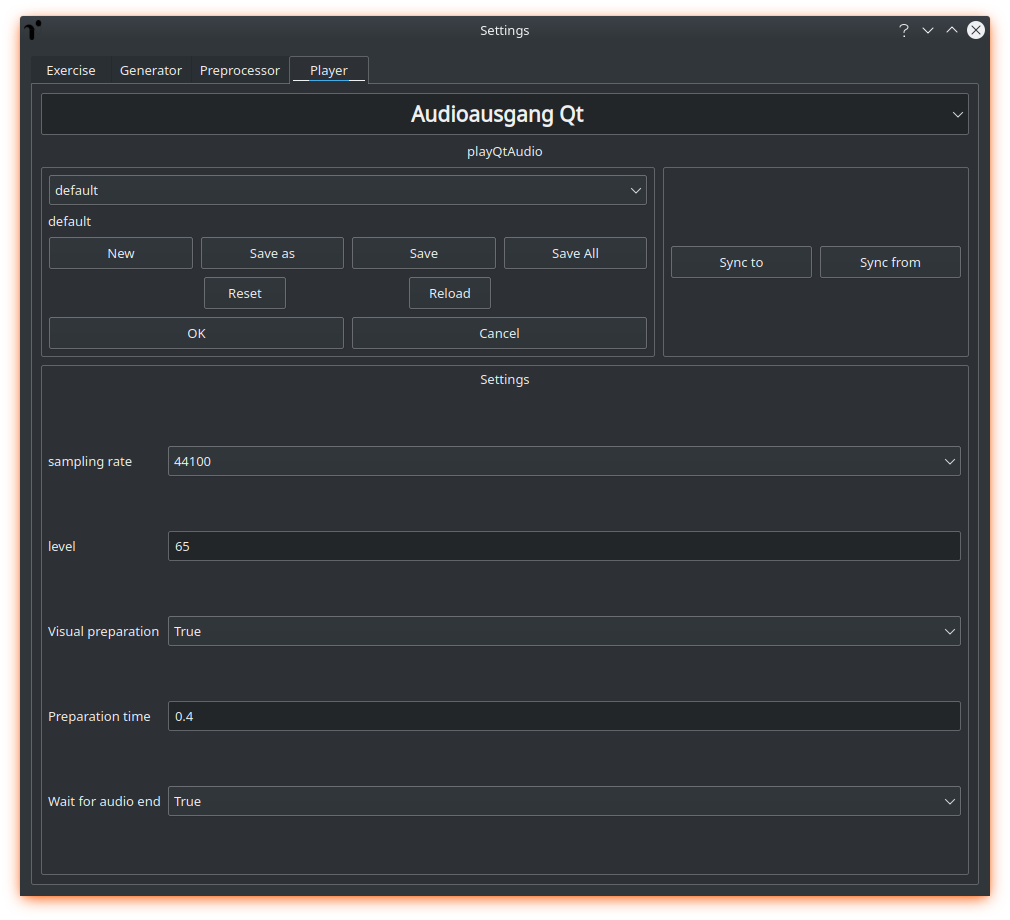 Settings
?
Exercise Generator Preprocessor Player
Audioausgang Qt
playQtAudio
default
default
New Save as Save Save All
Reset Reload
OK Cancel
Sync to Sync from
Settings
sampling rate 44100
level 65
Visual preparation True
Preparation time 0.4
Wait for audio end True